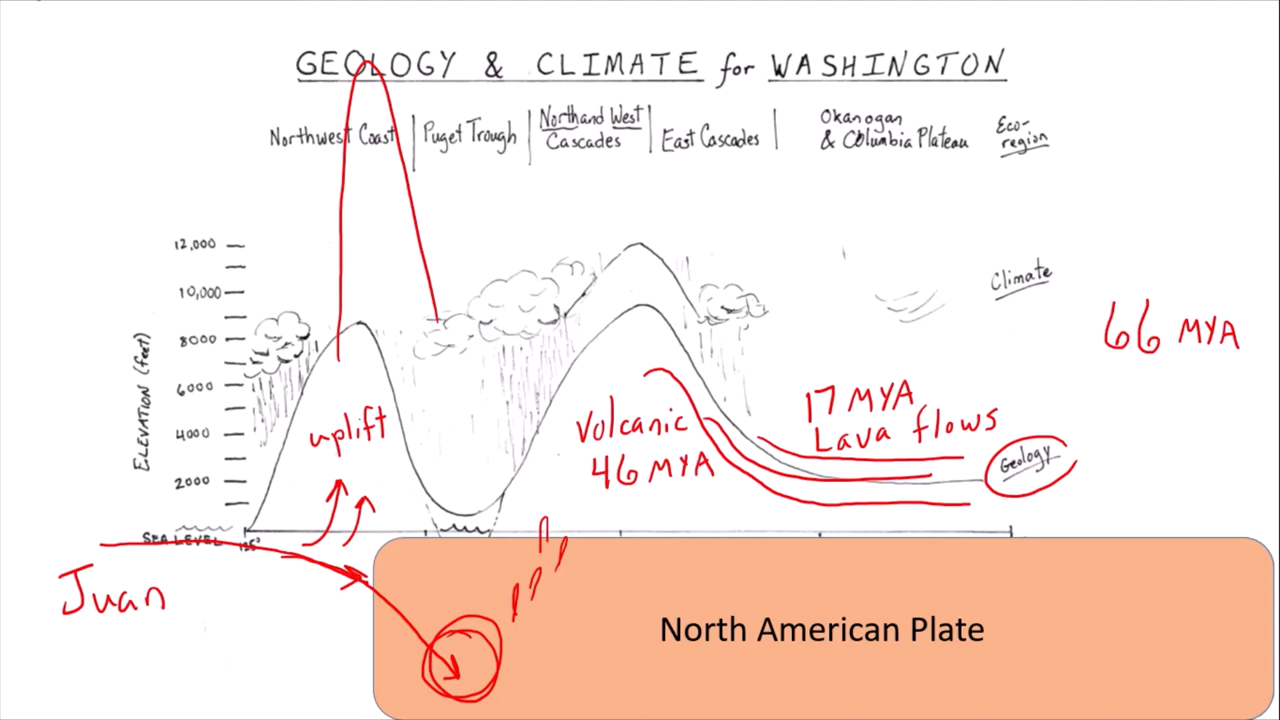 GEOLOGY & CLIMATE for WASHINGTON
Northwest Coast
Puget Trough
North and West
Cascades
East Cascades
Okanogan
& Columbia Plateau
Eco-
region
12,000
10,000
8000
6000
4000
2000
ELEVATION (feet)
SEA LEVEL
125°
Climate
66 MYA
uplift
Volcanic
46 MYA
17 MYA
Lava flows
Geology
Juan
North American Plate